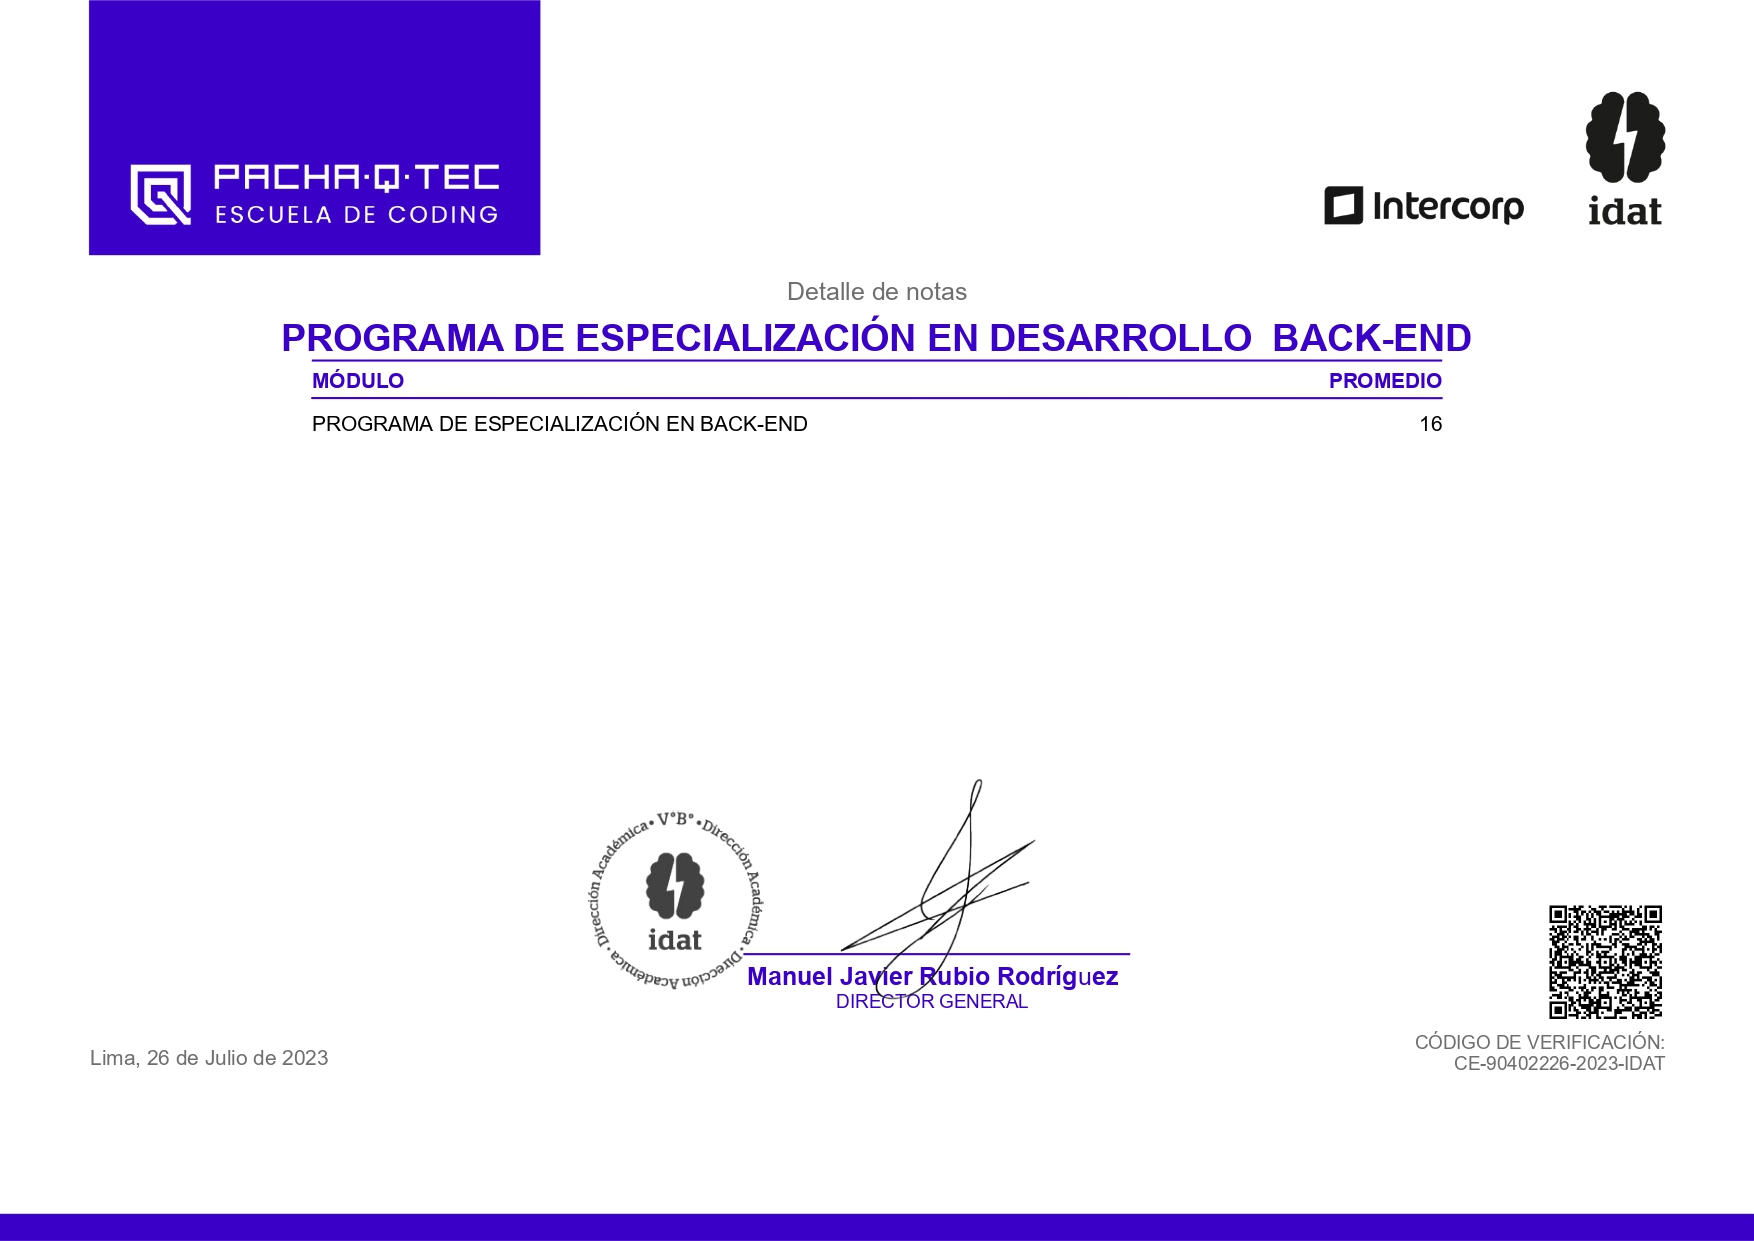 PACHA·Q·TEC
ESCUELA DE CODING
Intercorp
idat
Detalle de notas
PROGRAMA DE ESPECIALIZACIÓN EN DESARROLLO  BACK-END
MÓDULO PROMEDIO
PROGRAMA DE ESPECIALIZACIÓN EN BACK-END 16
V°B° • Dirección Académica • Dirección Académica • Dirección Académica •
idat
Manuel Javier Rubio Rodríguez
DIRECTOR GENERAL
Lima, 26 de Julio de 2023
CÓDIGO DE VERIFICACIÓN:
CE-90402226-2023-IDAT